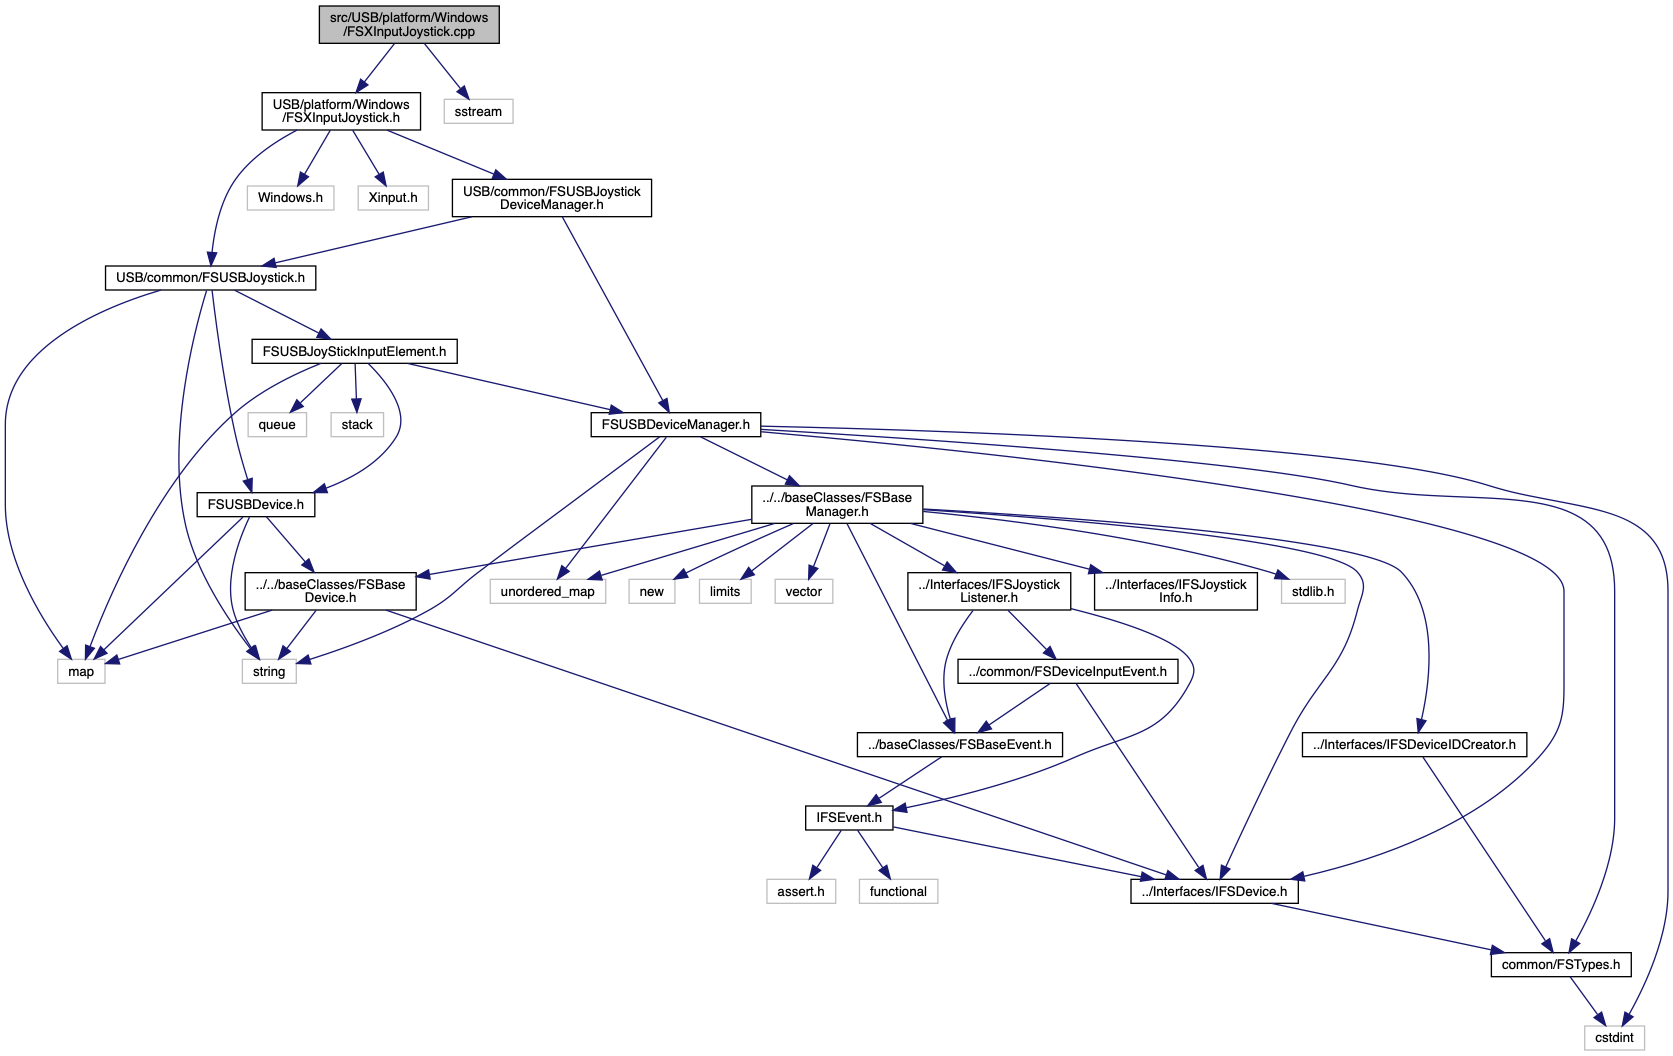 src/USB/platform/Windows
/FSXInputJoystick.cpp
USB/platform/Windows
/FSXInputJoystick.h
sstream
Windows.h
Xinput.h
USB/common/FSUSBJoystick
DeviceManager.h
USB/common/FSUSBJoystick.h
FSUSBJoyStickInputElement.h
queue
stack
FSUSBDeviceManager.h
FSUSBDevice.h
../../baseClasses/FSBase
Manager.h
../../baseClasses/FSBase
Device.h
unordered_map
new
limits
vector
../Interfaces/IFSJoystick
Listener.h
../Interfaces/IFSJoystick
Info.h
stdlib.h
map
string
../common/FSDeviceInputEvent.h
../baseClasses/FSBaseEvent.h
../Interfaces/IFSDeviceIDCreator.h
IFSEvent.h
assert.h
functional
../Interfaces/IFSDevice.h
common/FSTypes.h
cstdint